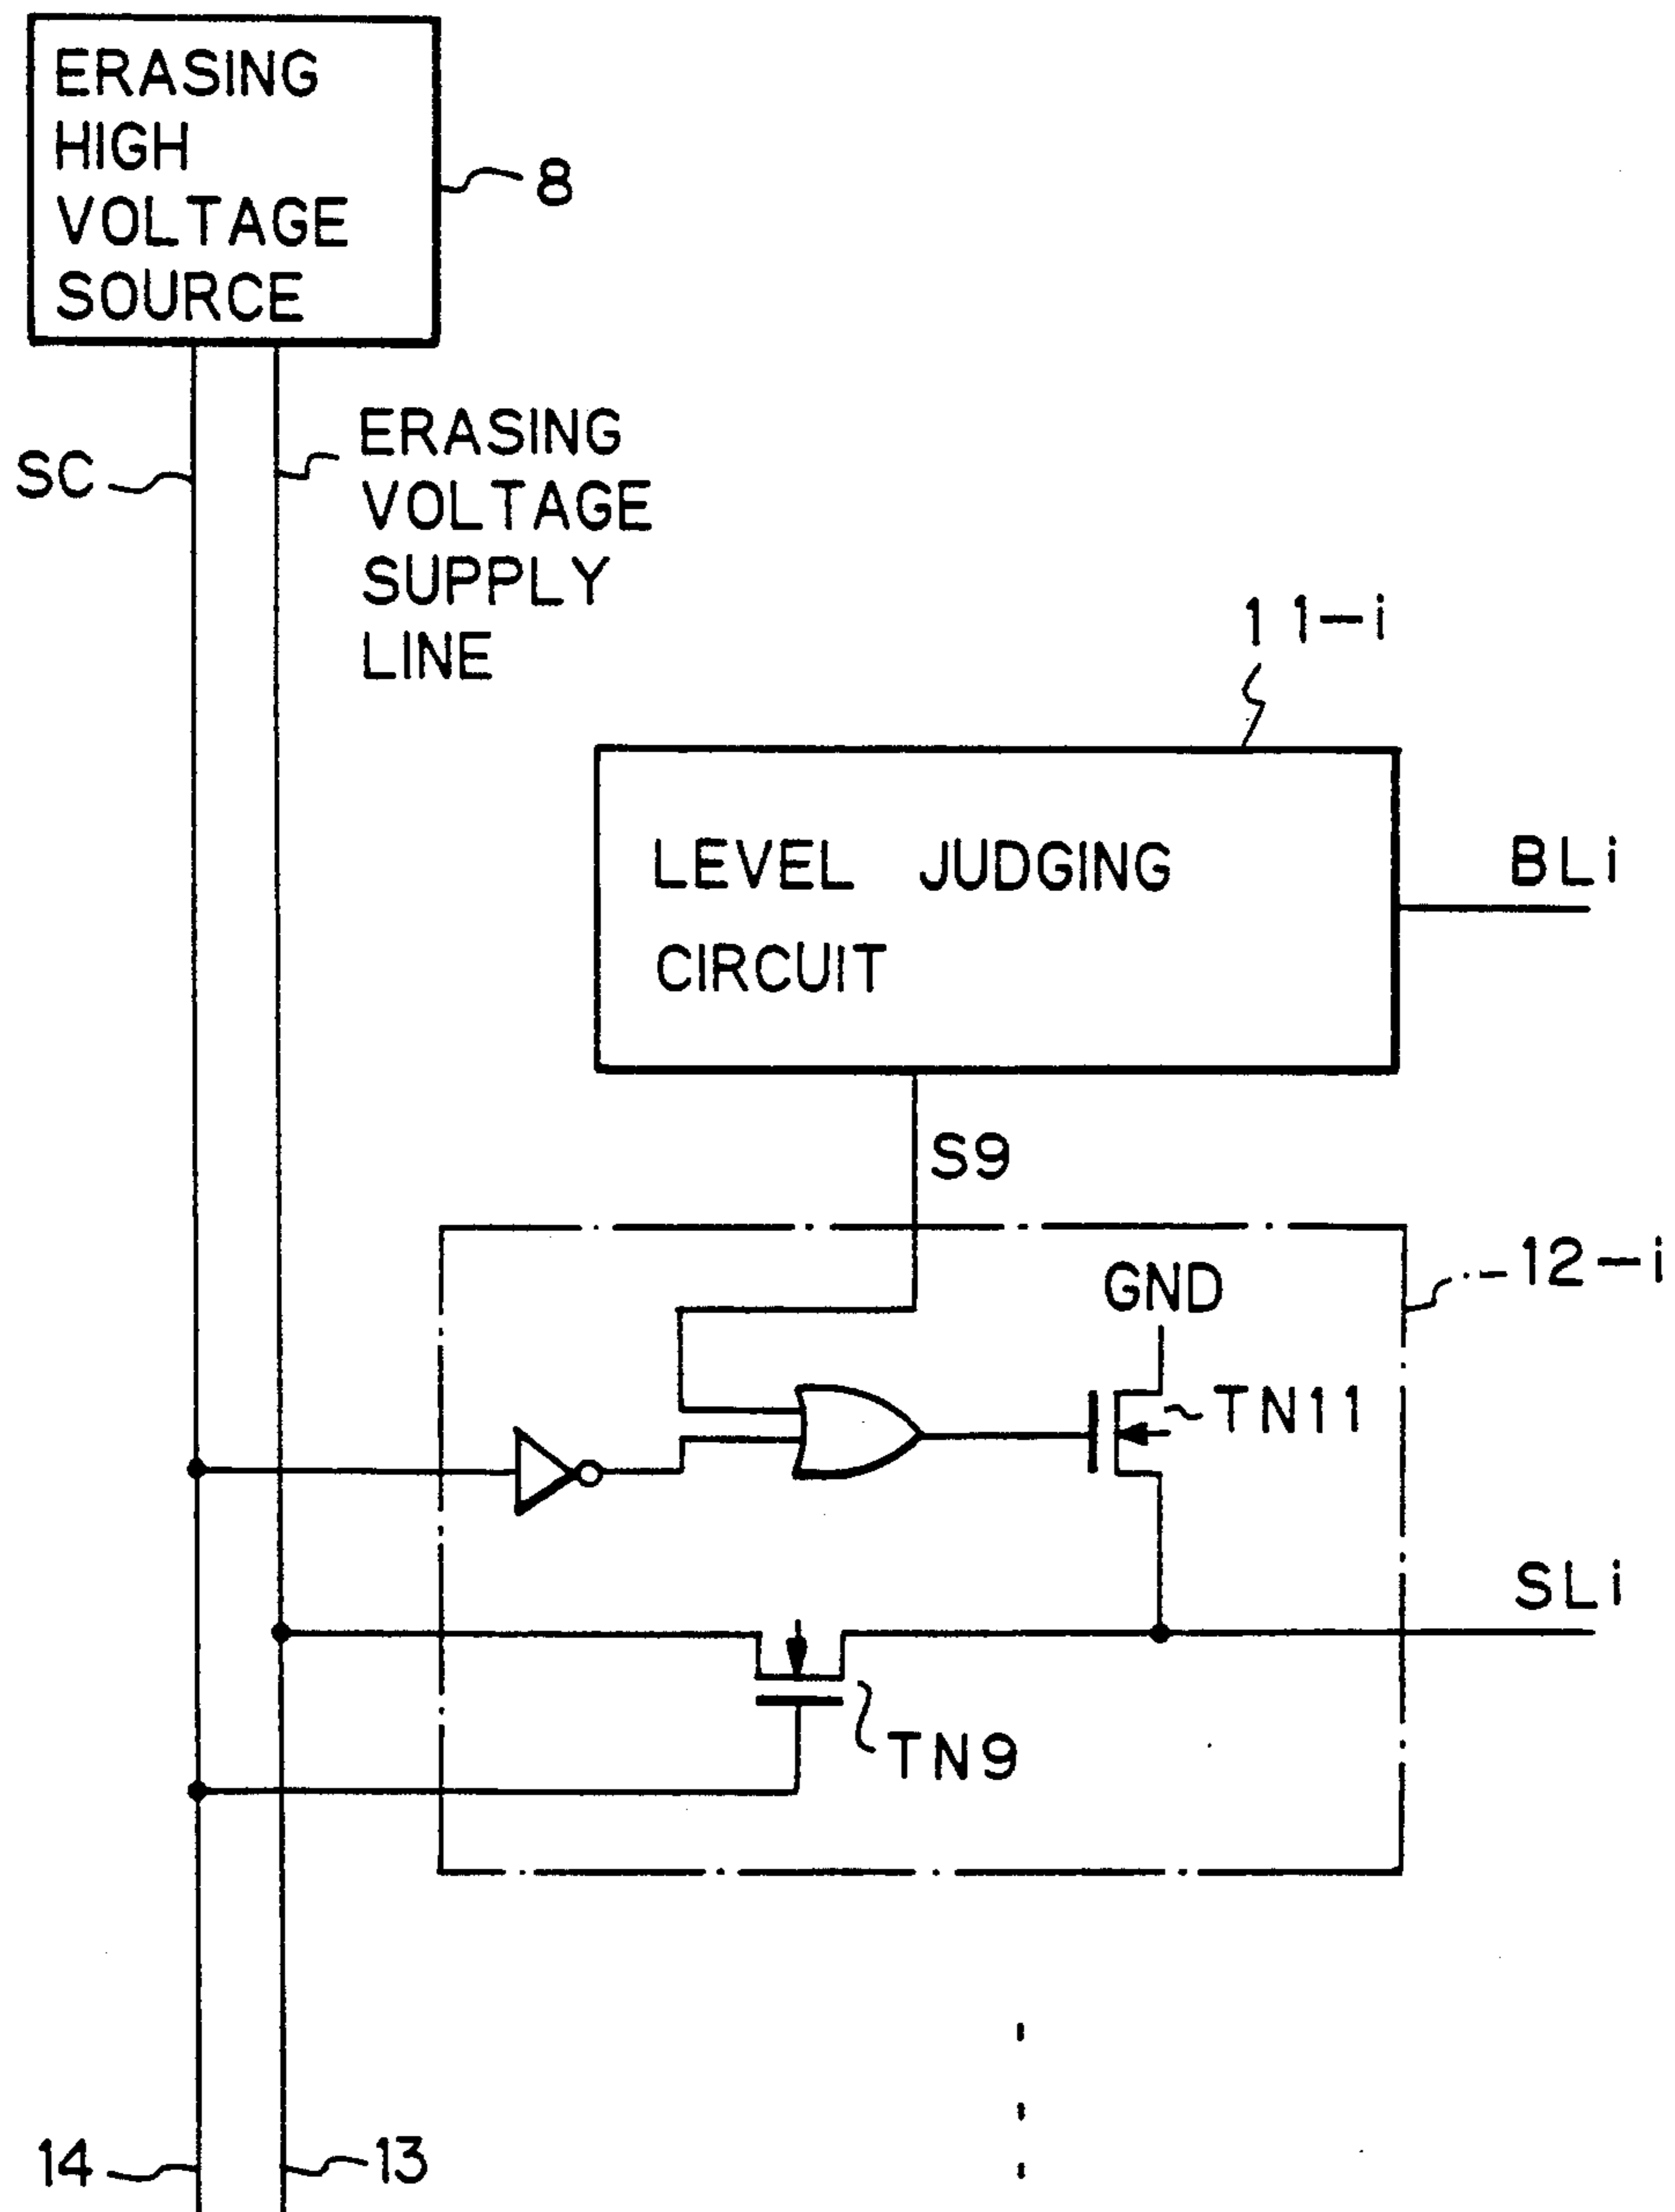 ERASING
HIGH
VOLTAGE
SOURCE
8
SC
ERASING
VOLTAGE
SUPPLY
LINE
11-i
LEVEL JUDGING
CIRCUIT
BLi
S9
12-i
GND
TN11
SLi
TN9
14
13